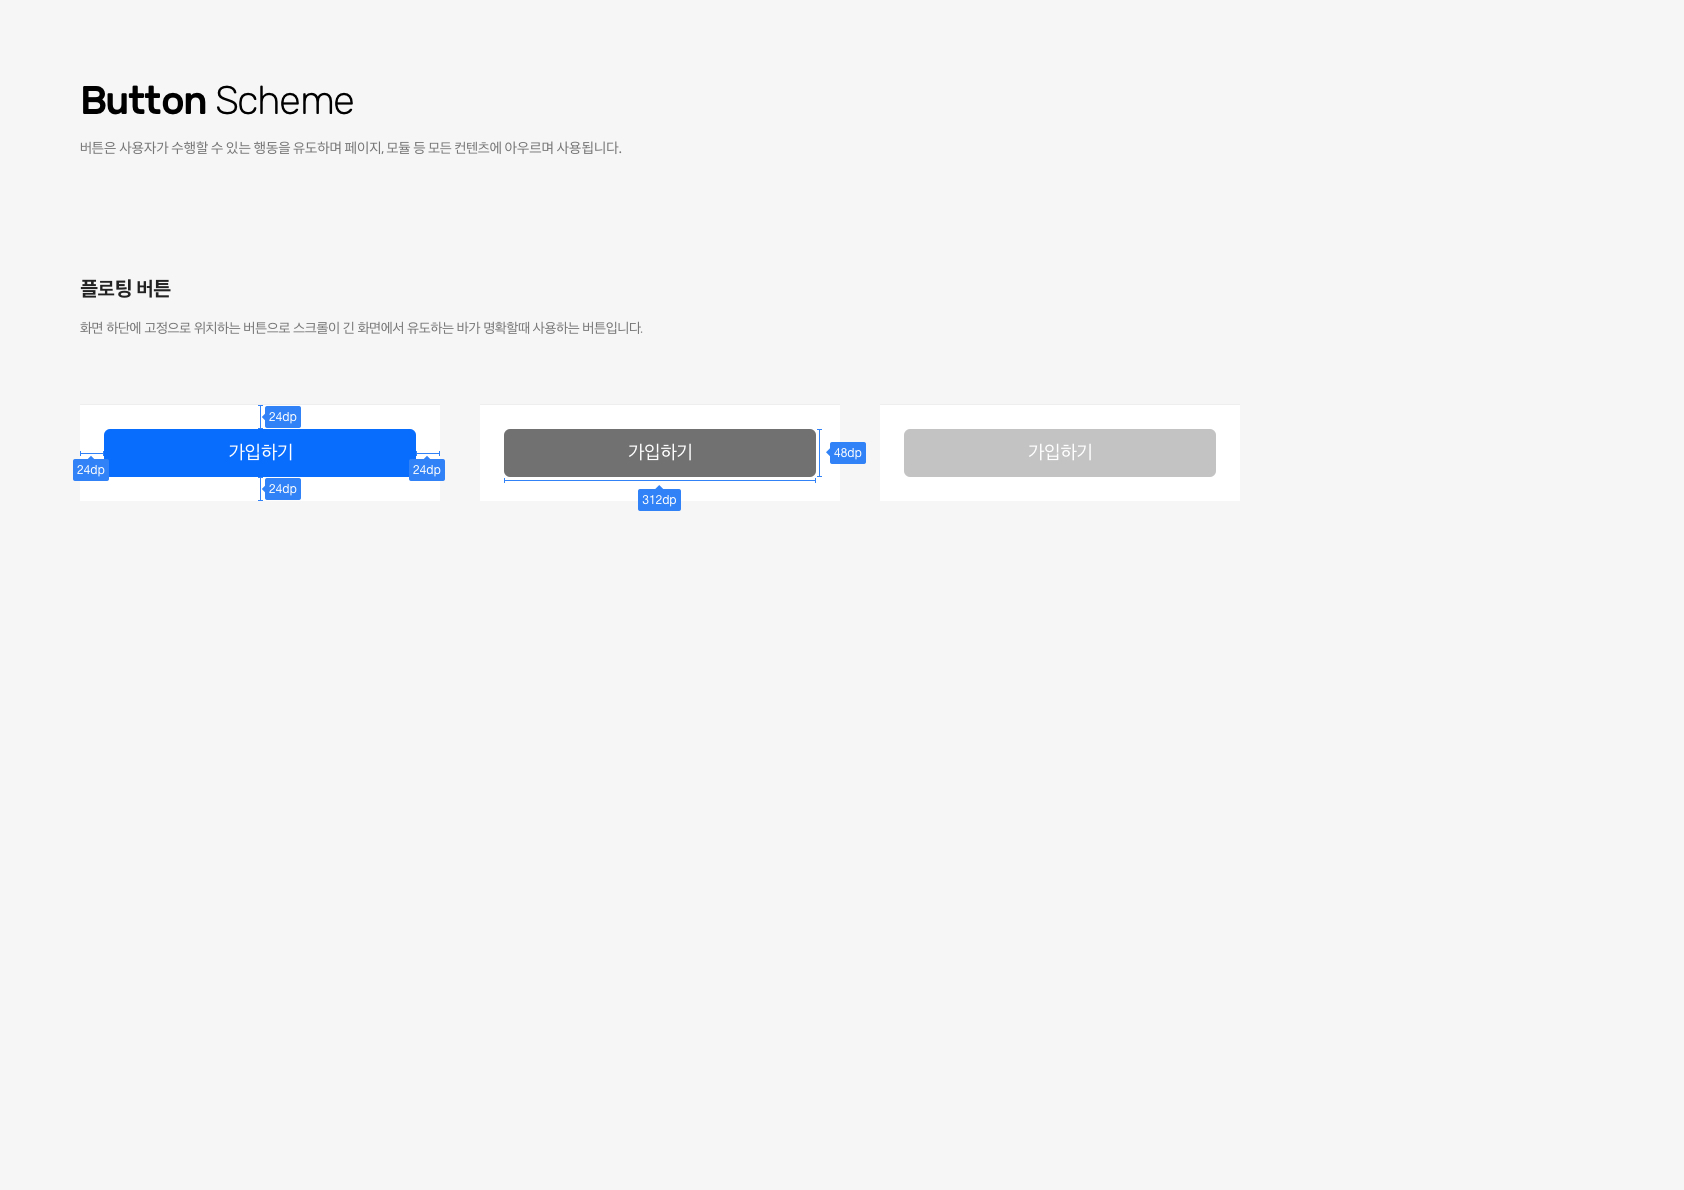 Button Scheme
버튼은 사용자가 수행할 수 있는 행동을 유도하며 페이지, 모듈 등 모든 컨텐츠에 아우르며 사용됩니다.
플로팅 버튼
화면 하단에 고정으로 위치하는 버튼으로 스크롤이 긴 화면에서 유도하는 바가 명확할때 사용하는 버튼입니다.
24dp
가입하기
24dp
24dp
24dp
가입하기
48dp
312dp
가입하기